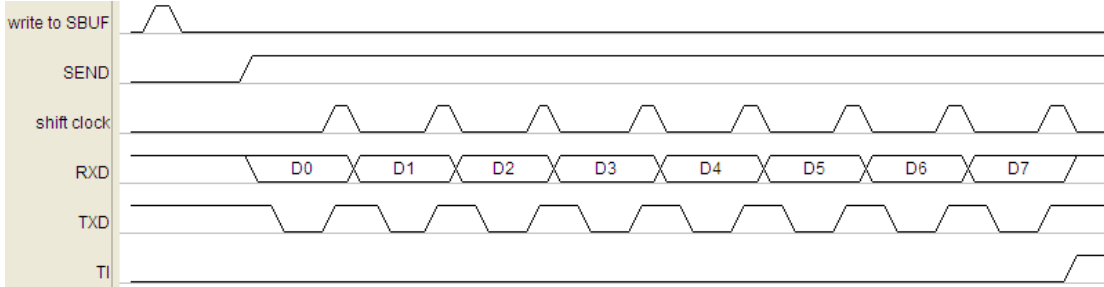 write to SBUF
SEND
shift clock
RXD D0 D1 D2 D3 D4 D5 D6 D7
TXD
TI